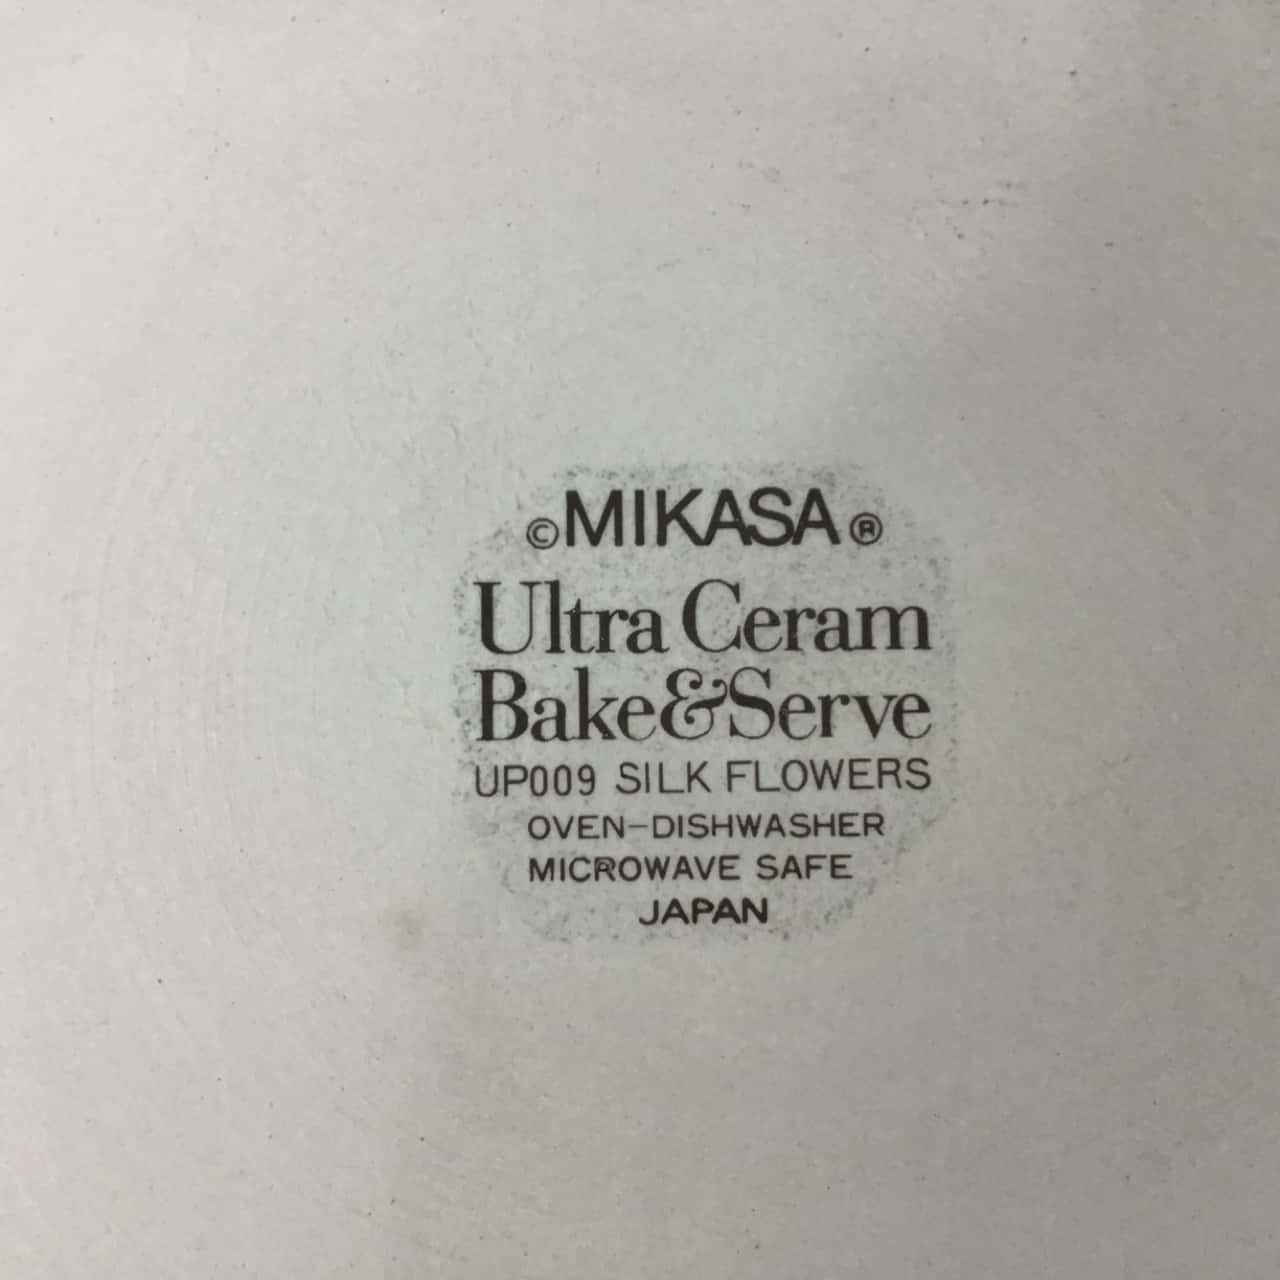 ©MIKASA®
Ultra Ceram
Bake&Serve
UP009 SILK FLOWERS
OVEN-DISHWASHER
MICROWAVE SAFE
JAPAN